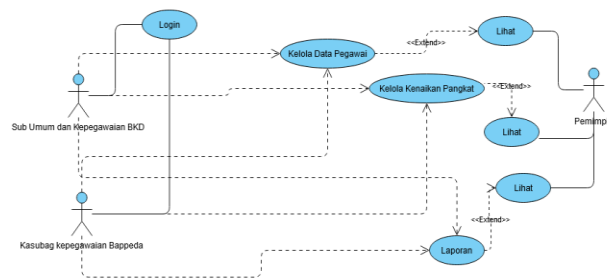 Login
Kelola Data Pegawai
<<Extend>>
Lihat
Kelola Kenaikan Pangkat
<<Extend>>
Sub Umum dan Kepegawaian BKD
Pemimp
Lihat
Lihat
<<Extend>>
Kasubag kepegawaian Bappeda
Laporan